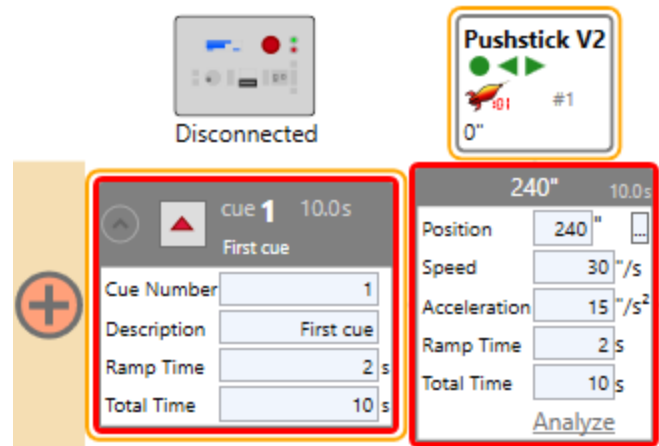 Pushstick V2
:01 #1
0"
Disconnected
cue 1 10.0s
First cue
Cue Number 1
Description First cue
Ramp Time 2 s
Total Time 10 s
240" 10.0s
Position 240 " ...
Speed 30 "/s
Acceleration 15 "/s²
Ramp Time 2 s
Total Time 10 s
Analyze